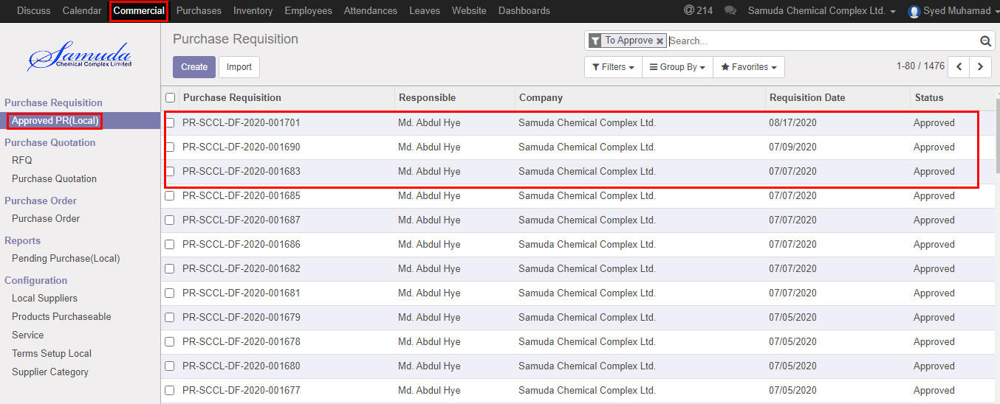 Discuss Calendar Commercial Purchases Inventory Employees Attendances Leaves Website Dashboards @ 214 Samuda Chemical Complex Ltd. Syed Muhamad
Samuda
Chemical Complex Limited
Purchase Requisition
Approved PR(Local)
Purchase Quotation
RFQ
Purchase Quotation
Purchase Order
Purchase Order
Reports
Pending Purchase(Local)
Configuration
Local Suppliers
Products Purchaseable
Service
Terms Setup Local
Supplier Category
Purchase Requisition
To Approve Search...
Create Import
Filters Group By Favorites 1-80 / 1476
Purchase Requisition Responsible Company Requisition Date Status
PR-SCCL-DF-2020-001701 Md. Abdul Hye Samuda Chemical Complex Ltd. 08/17/2020 Approved
PR-SCCL-DF-2020-001690 Md. Abdul Hye Samuda Chemical Complex Ltd. 07/09/2020 Approved
PR-SCCL-DF-2020-001683 Md. Abdul Hye Samuda Chemical Complex Ltd. 07/07/2020 Approved
PR-SCCL-DF-2020-001685 Md. Abdul Hye Samuda Chemical Complex Ltd. 07/07/2020 Approved
PR-SCCL-DF-2020-001687 Md. Abdul Hye Samuda Chemical Complex Ltd. 07/07/2020 Approved
PR-SCCL-DF-2020-001686 Md. Abdul Hye Samuda Chemical Complex Ltd. 07/07/2020 Approved
PR-SCCL-DF-2020-001682 Md. Abdul Hye Samuda Chemical Complex Ltd. 07/07/2020 Approved
PR-SCCL-DF-2020-001681 Md. Abdul Hye Samuda Chemical Complex Ltd. 07/07/2020 Approved
PR-SCCL-DF-2020-001679 Md. Abdul Hye Samuda Chemical Complex Ltd. 07/05/2020 Approved
PR-SCCL-DF-2020-001678 Md. Abdul Hye Samuda Chemical Complex Ltd. 07/05/2020 Approved
PR-SCCL-DF-2020-001680 Md. Abdul Hye Samuda Chemical Complex Ltd. 07/05/2020 Approved
PR-SCCL-DF-2020-001677 Md. Abdul Hye Samuda Chemical Complex Ltd. 07/05/2020 Approved